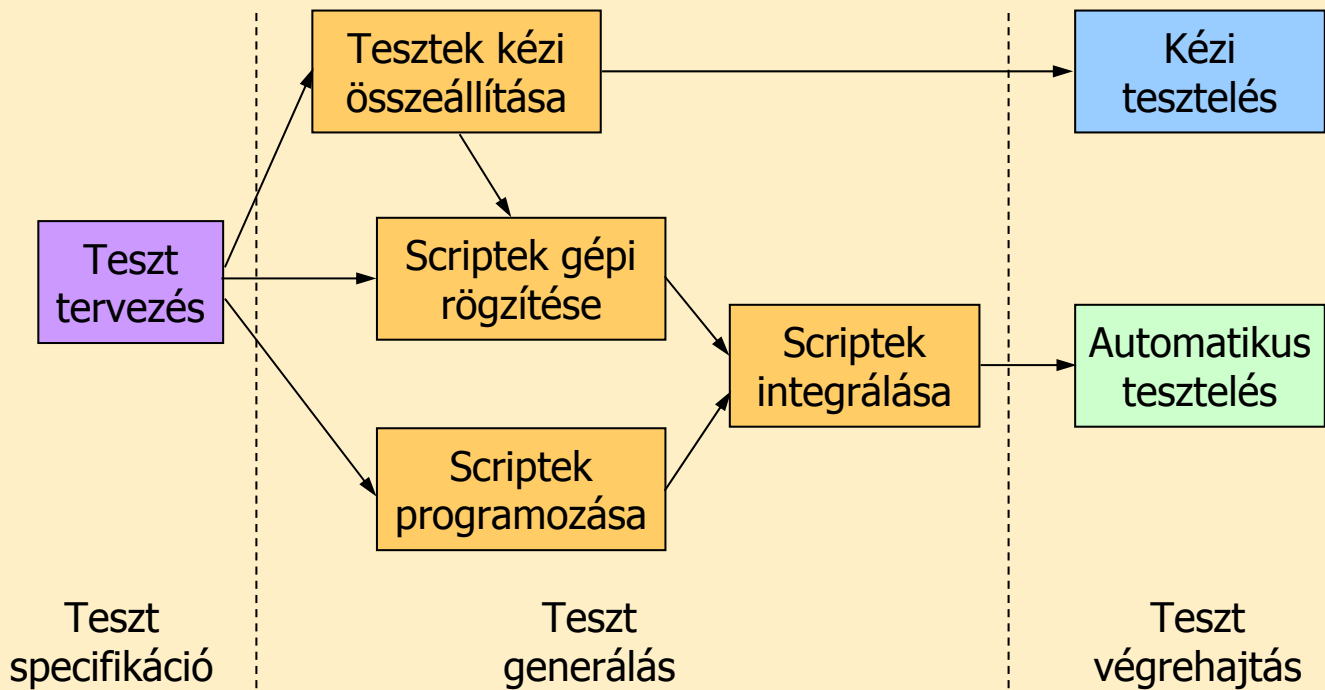 Tesztek kézi
összeállítása
Kézi
tesztelés
Teszt
tervezés
Scriptek gépi
rögzítése
Scriptek
integrálása
Automatikus
tesztelés
Scriptek
programozása
Teszt
specifikáció
Teszt
generálás
Teszt
végrehajtás